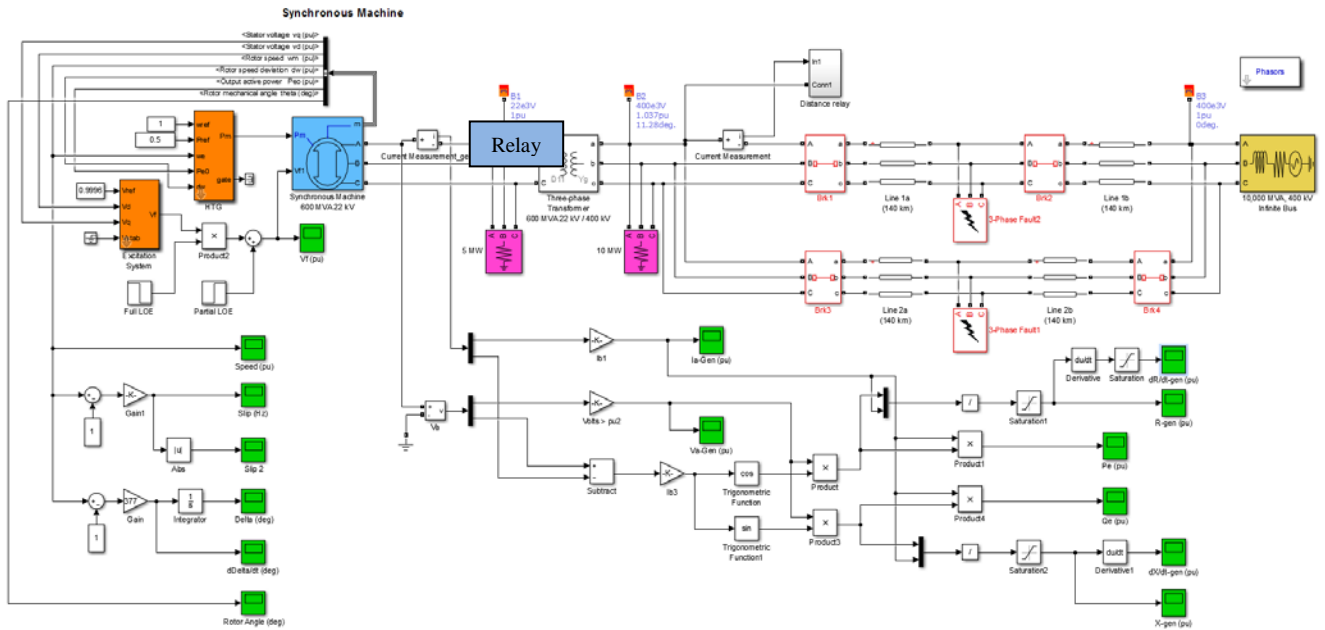 Synchronous Machine
<Stator voltage vq (pu)>
<Stator voltage vd (pu)>
<Rotor speed wm (pu)>
<Rotor speed deviation dw (pu)>
<Output active power Peo (pu)>
<Rotor mechanical angle theta (deg)>
1
0.5
wref
Pref
we
Pe0
dw
Pm
gate
HTG
0.9996
Vref
Vd
Vq
Vstab
Vf
Excitation
System
Product2
Full LOE
Partial LOE
Vf (pu)
Pm
Vf1
m
A
B
C
Synchronous Machine
600 MVA 22 kV
Current Measurement_ge
B1
22e3V
1pu
Relay
C
D11
Yg
a
b
c
Three-phase
Transformer
600 MVA 22 kV / 400 kV
A B C
5 MW
B2
400e3V
1.037pu
11.28deg.
A B C
10 MW
In1
Conn1
Distance relay
Current Measurement
A a
B b
C c
Brk1
Line 1a
(140 km)
A B C
3-Phase Fault2
A a
B b
C c
Brk2
Line 1b
(140 km)
B3
400e3V
1pu
0deg.
Phasors
A
B
C
10,000 MVA, 400 kV
Infinite Bus
A a
B b
C c
Brk3
Line 2a
(140 km)
A B C
3-Phase Fault1
Line 2b
(140 km)
A a
B b
C c
Brk4
Speed (pu)
1
-K-
Gain1
Slip (Hz)
|u|
Abs
Slip 2
1
377
Gain
1
s
Integrator
Delta (deg)
dDelta/dt (deg)
Rotor Angle (deg)
-K-
Ib1
Ia-Gen (pu)
v
Vb
-K-
Volts > pu2
Va-Gen (pu)
Subtract
-K-
Ib3
cos
Trigonometric
Function
sin
Trigonometric
Function1
Product
Product3
/
Saturation1
du/dt
Derivative
Saturation
dR/dt-gen (pu)
R-gen (pu)
Product1
Pe (pu)
Product4
Qe (pu)
/
Saturation2
du/dt
Derivative1
dX/dt-gen (pu)
X-gen (pu)